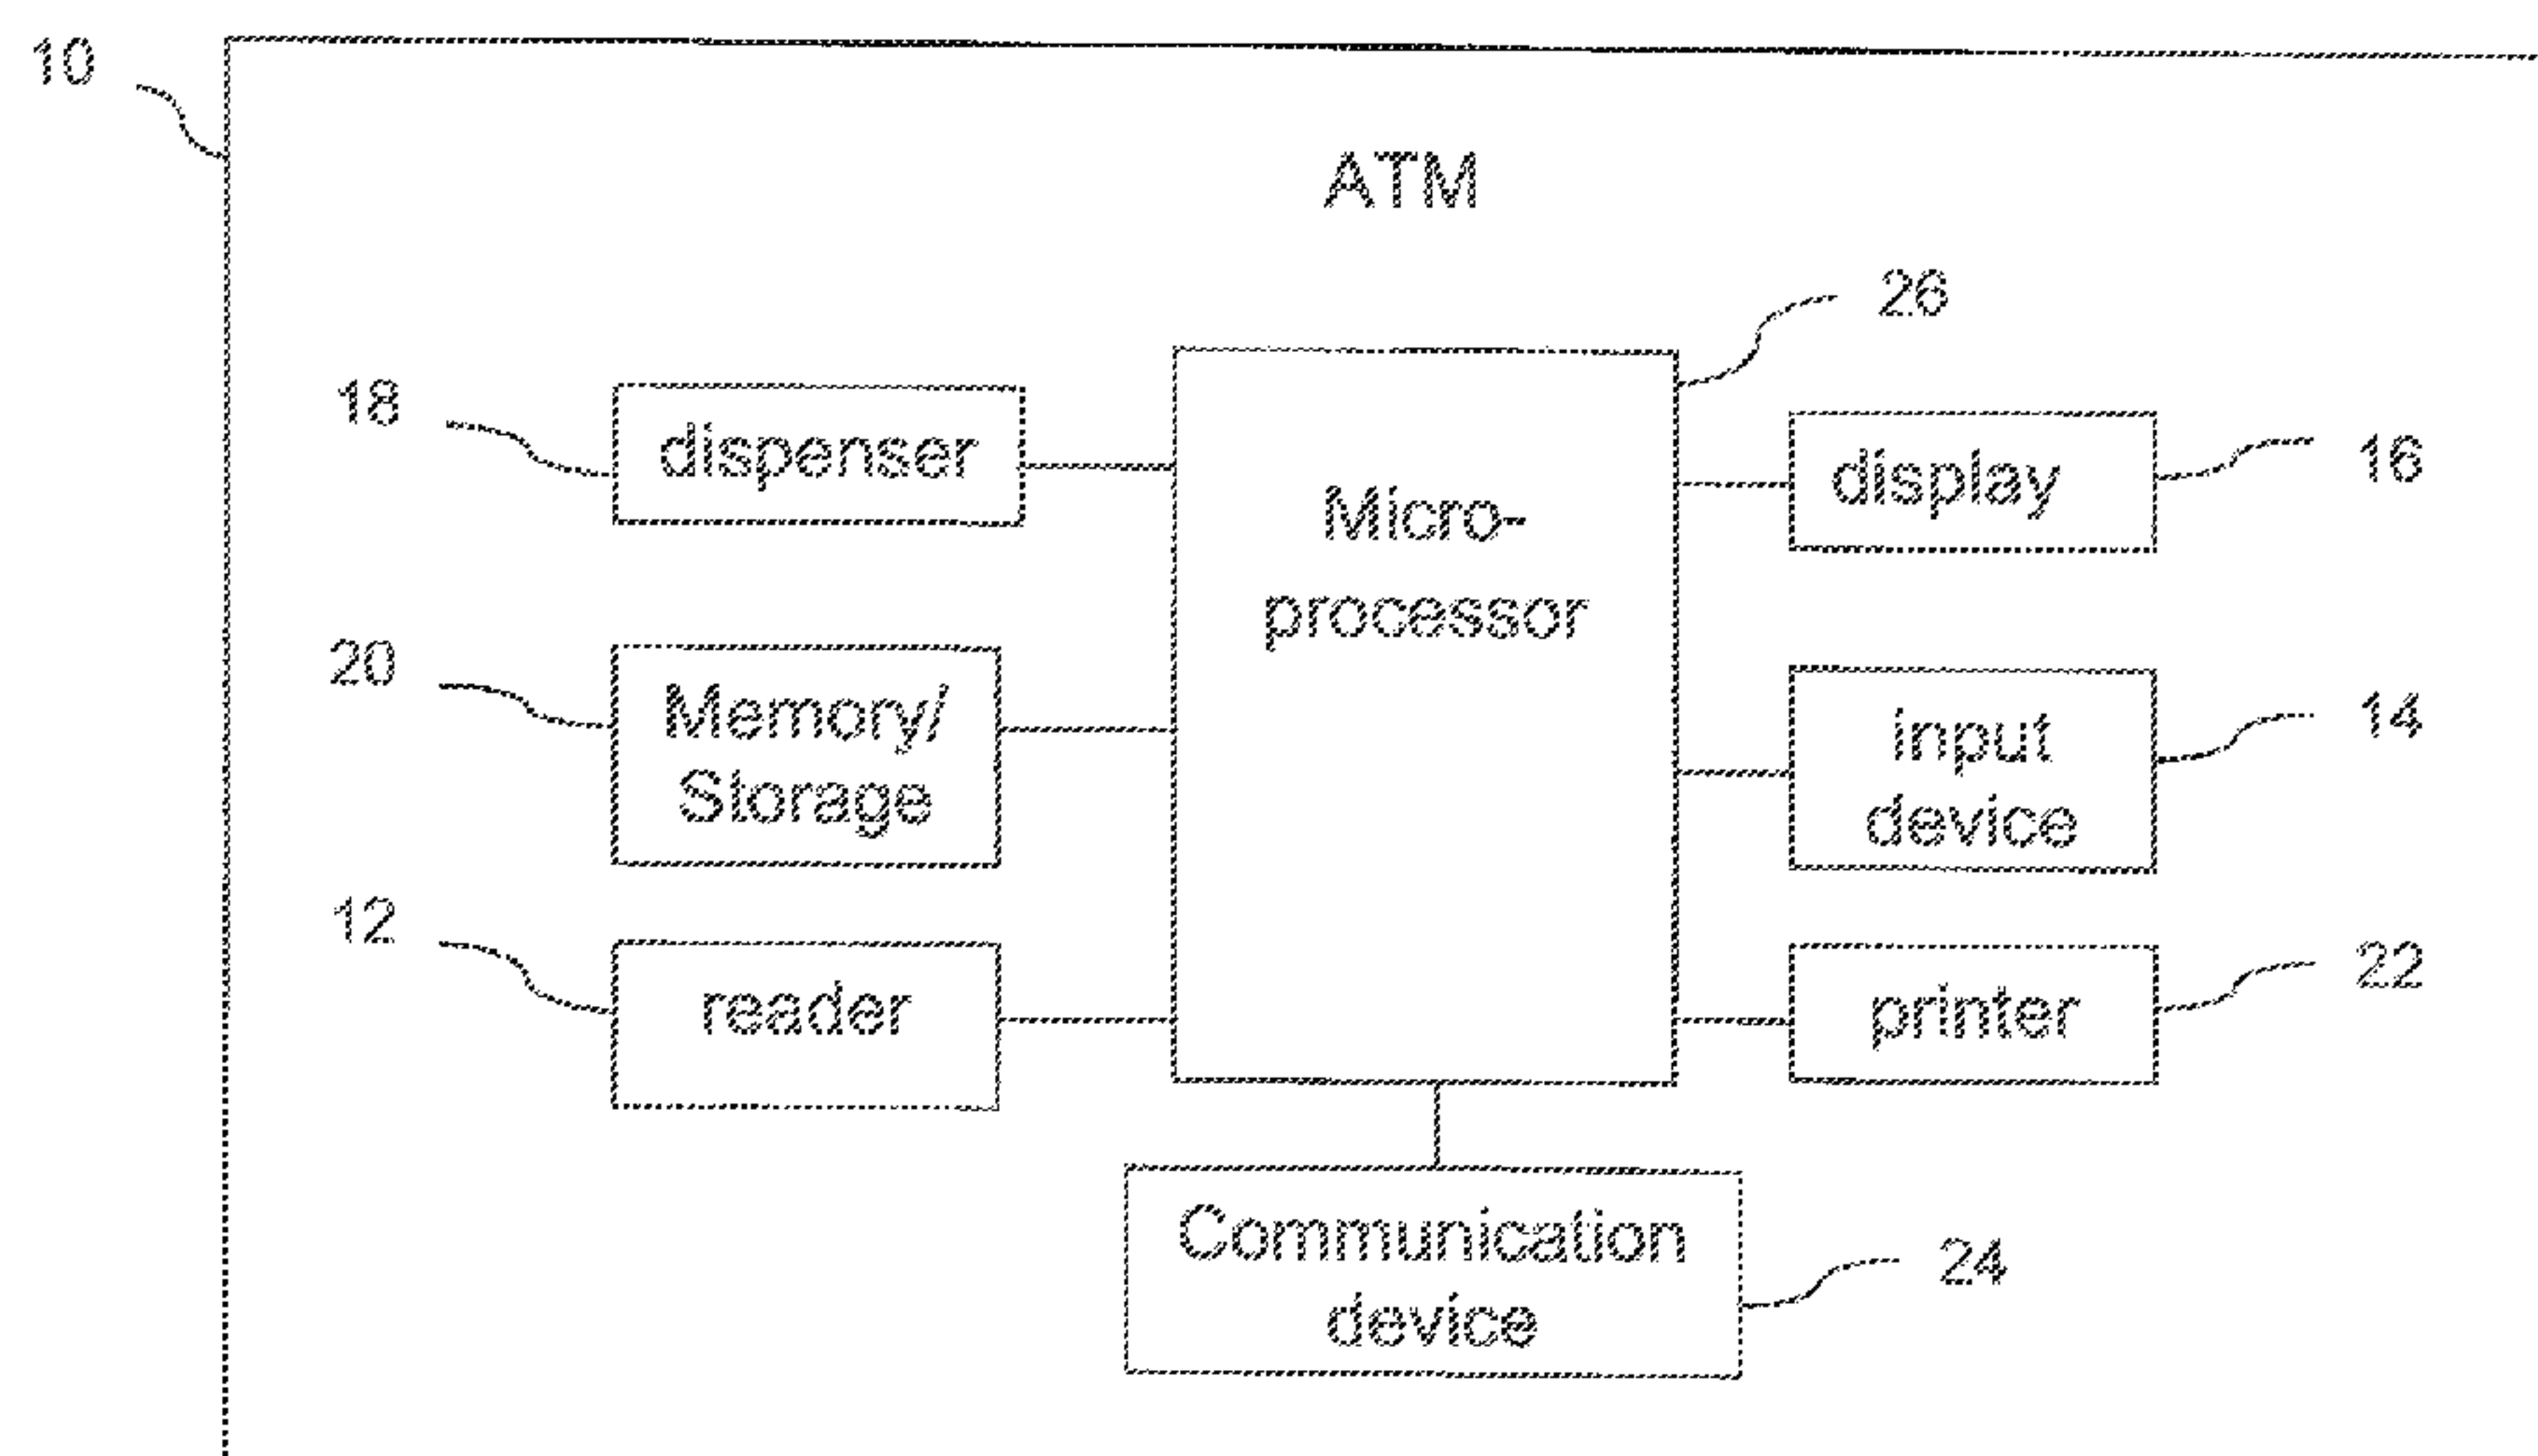 10
ATM
26
18
dispenser
display
16
Micro-
processor
20
Memory/
Storage
input
device
14
12
reader
printer
22
Communication
device
24